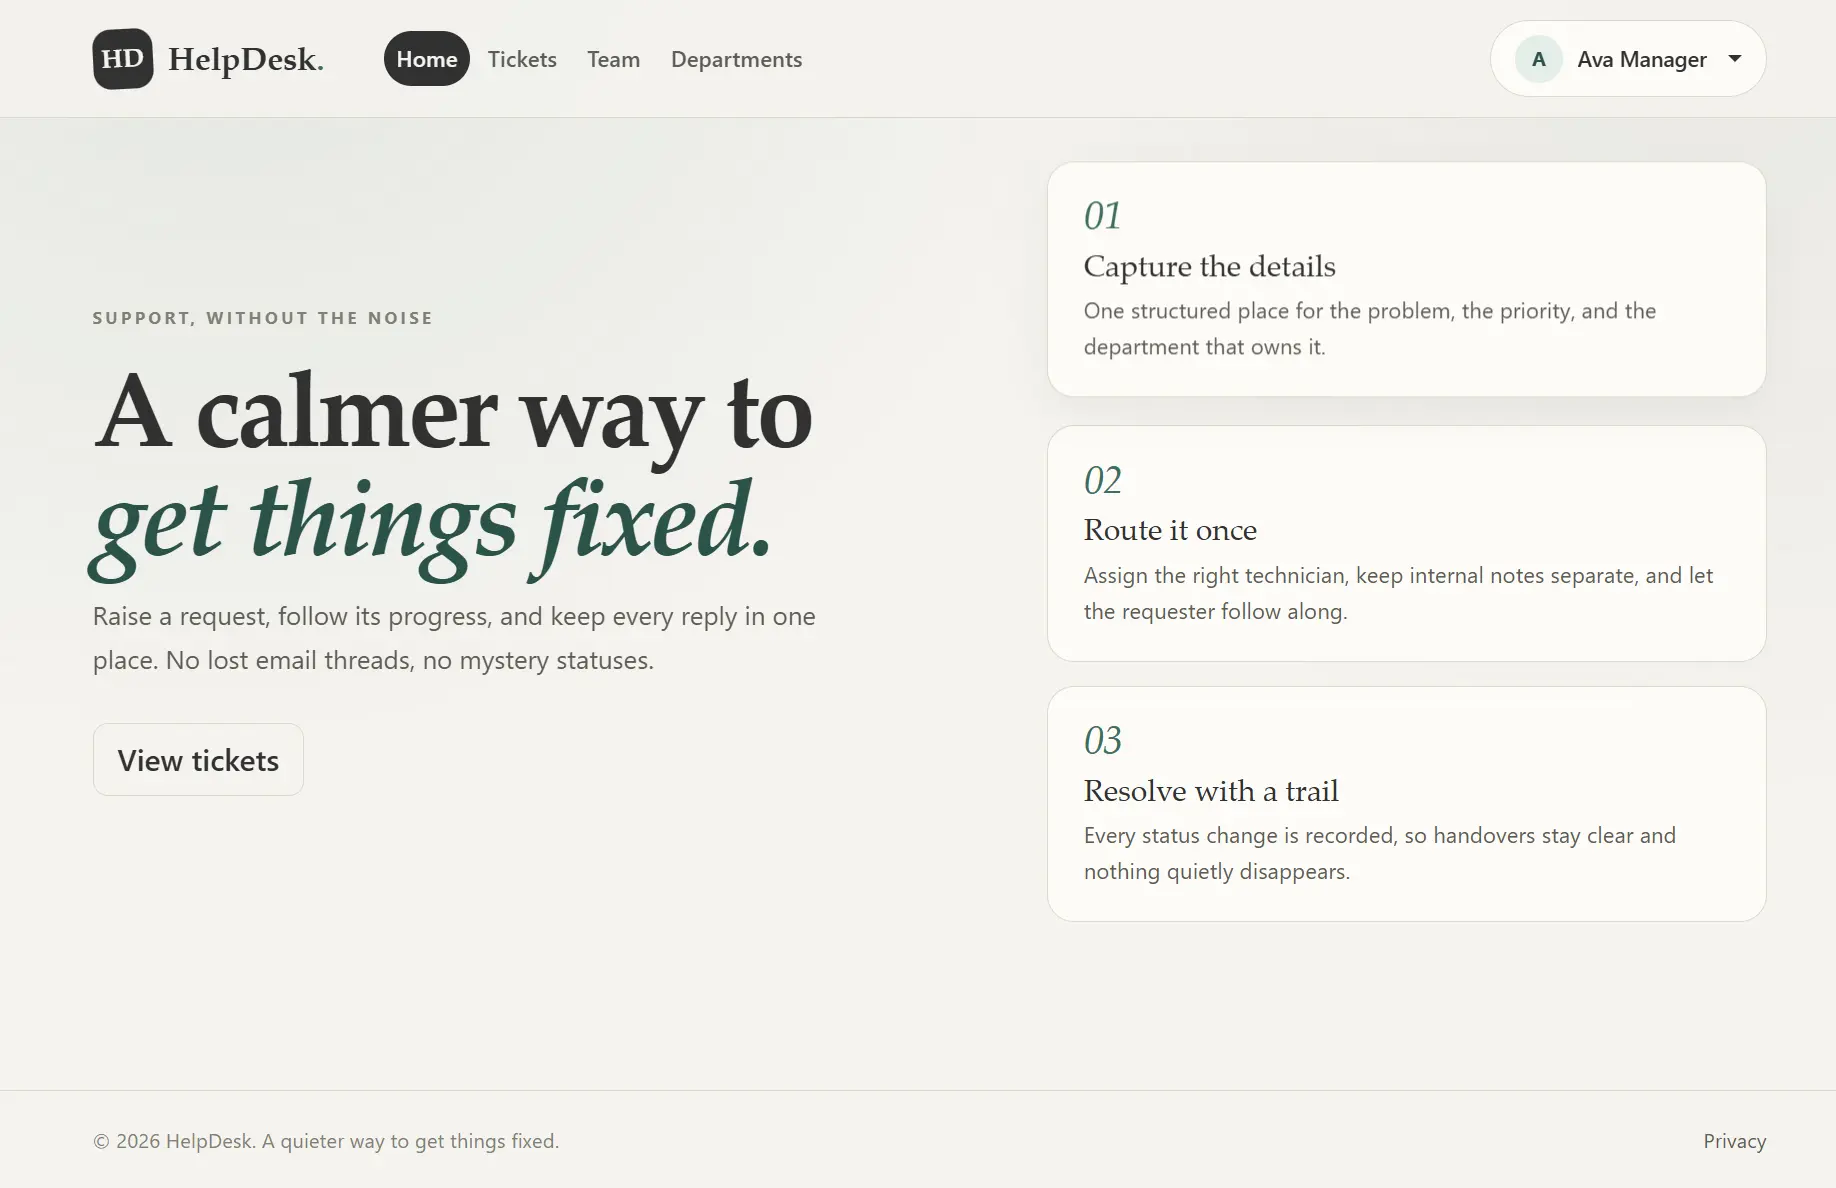 HD HelpDesk.
Home Tickets Team Departments
A Ava Manager
SUPPORT, WITHOUT THE NOISE
A calmer way to
get things fixed.
Raise a request, follow its progress, and keep every reply in one
place. No lost email threads, no mystery statuses.
View tickets
01
Capture the details
One structured place for the problem, the priority, and the
department that owns it.
02
Route it once
Assign the right technician, keep internal notes separate, and let
the requester follow along.
03
Resolve with a trail
Every status change is recorded, so handovers stay clear and
nothing quietly disappears.
© 2026 HelpDesk. A quieter way to get things fixed.
Privacy